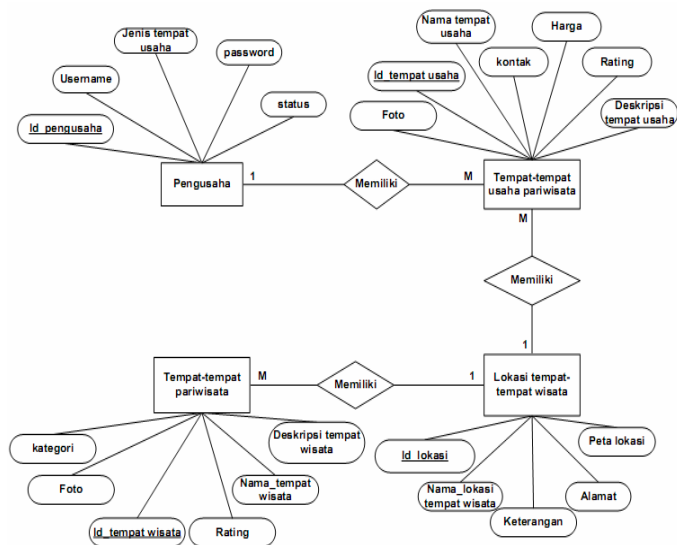 Jenis tempat
usaha
Username
password
Id_pengusaha
status
Pengusaha
1
Memiliki
M
Nama tempat
usaha
Harga
Id_tempat usaha
kontak
Rating
Foto
Deskripsi
tempat usaha
Tempat-tempat
usaha pariwisata
M
Memiliki
1
Tempat-tempat
pariwisata
M
Memiliki
1
Lokasi tempat-
tempat wisata
kategori
Foto
Id_tempat wisata
Rating
Nama_tempat
wisata
Deskripsi tempat
wisata
Id_lokasi
Nama_lokasi
tempat wisata
Keterangan
Alamat
Peta lokasi